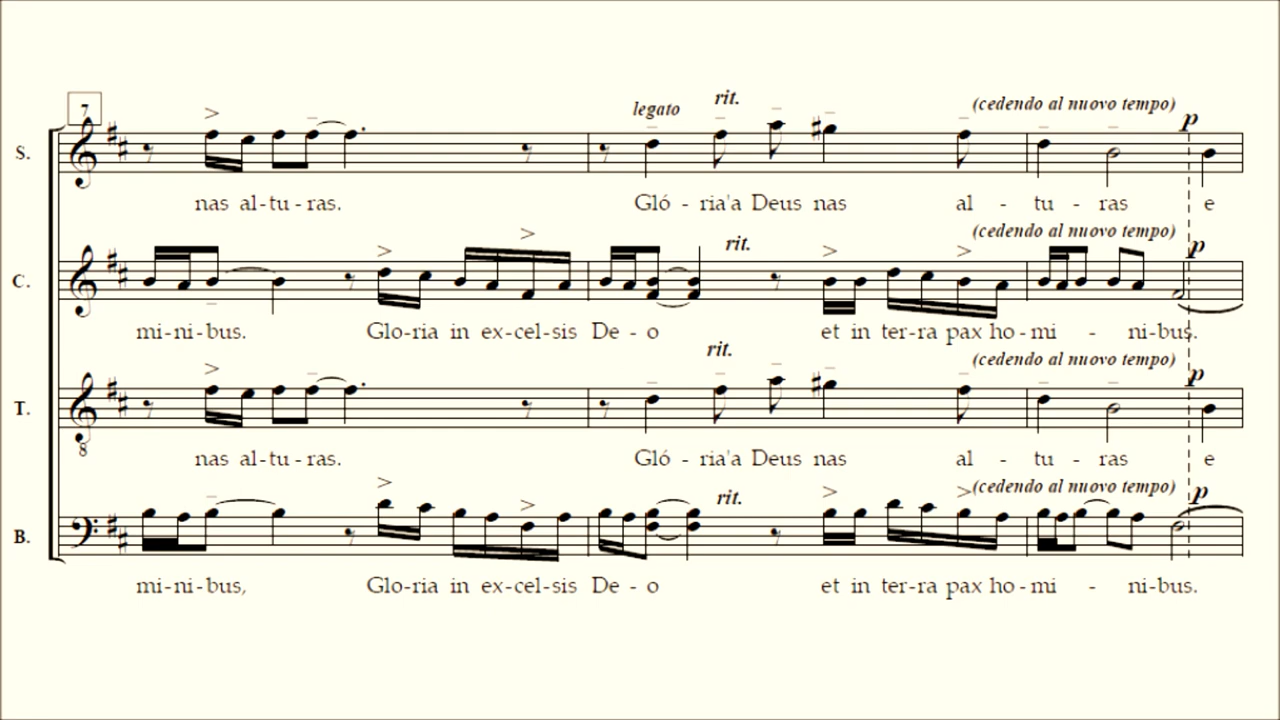 7
legato rit. (cedendo al nuovo tempo) p
S.
nas al-tu-ras. Gló - ria'a Deus nas al - tu - ras e
rit. (cedendo al nuovo tempo) p
C.
mi-ni-bus. Glo-ria in ex-cel-sis De - o et in ter-ra pax ho-mi - ni-bus.
rit. (cedendo al nuovo tempo) p
T.
8
nas al-tu-ras. Gló - ria'a Deus nas al - tu - ras e
rit. (cedendo al nuovo tempo) p
B.
mi-ni-bus, Glo-ria in ex-cel-sis De - o et in ter-ra pax ho-mi - ni-bus.